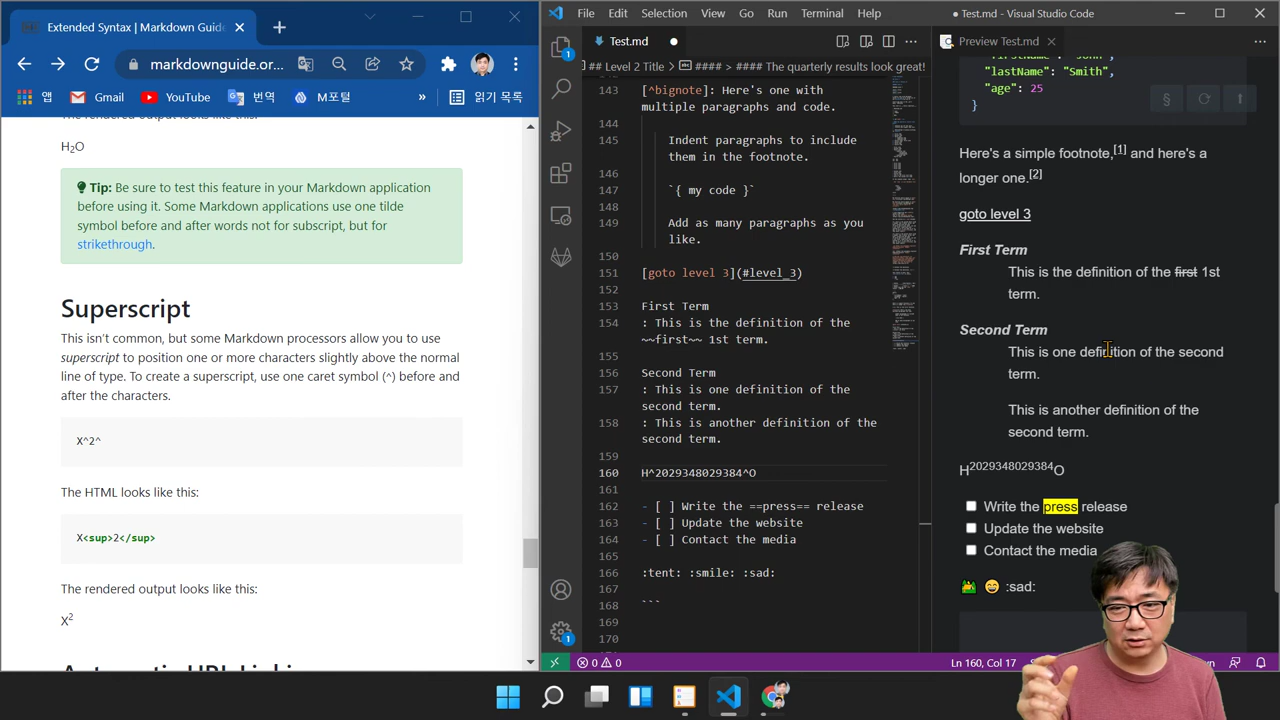 Extended Syntax | Markdown Guide
markdownguide.or...
앱
Gmail
YouTube
번역
M포털
»
읽기 목록
The rendered output looks like this:
H2O
Tip: Be sure to test this feature in your Markdown application
before using it. Some Markdown applications use one tilde
symbol before and after words not for subscript, but for
strikethrough.
Superscript
This isn't common, but some Markdown processors allow you to use
superscript to position one or more characters slightly above the normal
line of type. To create a superscript, use one caret symbol (^) before and
after the characters.
X^2^
The HTML looks like this:
X<sup>2</sup>
The rendered output looks like this:
X2
File Edit Selection View Go Run Terminal Help
● Test.md - Visual Studio Code
Test.md
## Level 2 Title > #### > #### The quarterly results look great!
143 [^bignote]: Here's one with
multiple paragraphs and code.
144
145 Indent paragraphs to include
them in the footnote.
146
147 `{ my code }`
148
149 Add as many paragraphs as you
like.
150
151 [goto level 3](#level_3)
152
153 First Term
154 : This is the definition of the
~~first~~ 1st term.
155
156 Second Term
157 : This is one definition of the
second term.
158 : This is another definition of the
second term.
159
160 H^2029348029384^O
161
162 - [ ] Write the ==press== release
163 - [ ] Update the website
164 - [ ] Contact the media
165
166 :tent: :smile: :sad:
167
168 ```
169
170
1
1
Preview Test.md
"lastName": "Smith",
"age": 25
}
Here's a simple footnote,[1] and here's a
longer one.[2]
goto level 3
First Term
This is the definition of the first 1st
term.
Second Term
This is one definition of the second
term.
This is another definition of the
second term.
H2029348029384O
Write the press release
Update the website
Contact the media
:sad:
0 0
Ln 160, Col 17